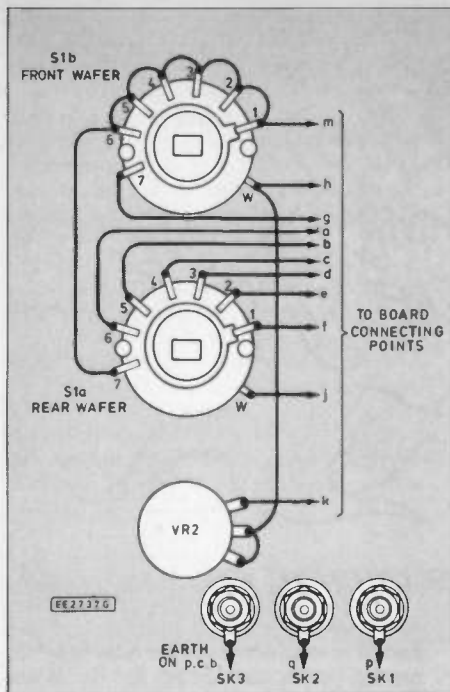 S1b
FRONT WAFER
1
2
3
4
5
6
7
W
m
h
g
a
b
c
d
e
f
j
k
TO BOARD
CONNECTING
POINTS
1
2
3
4
5
6
7
W
S1a
REAR WAFER
VR2
EE2737G
EARTH
ON p.c.b
SK3
q
SK2
p
SK1